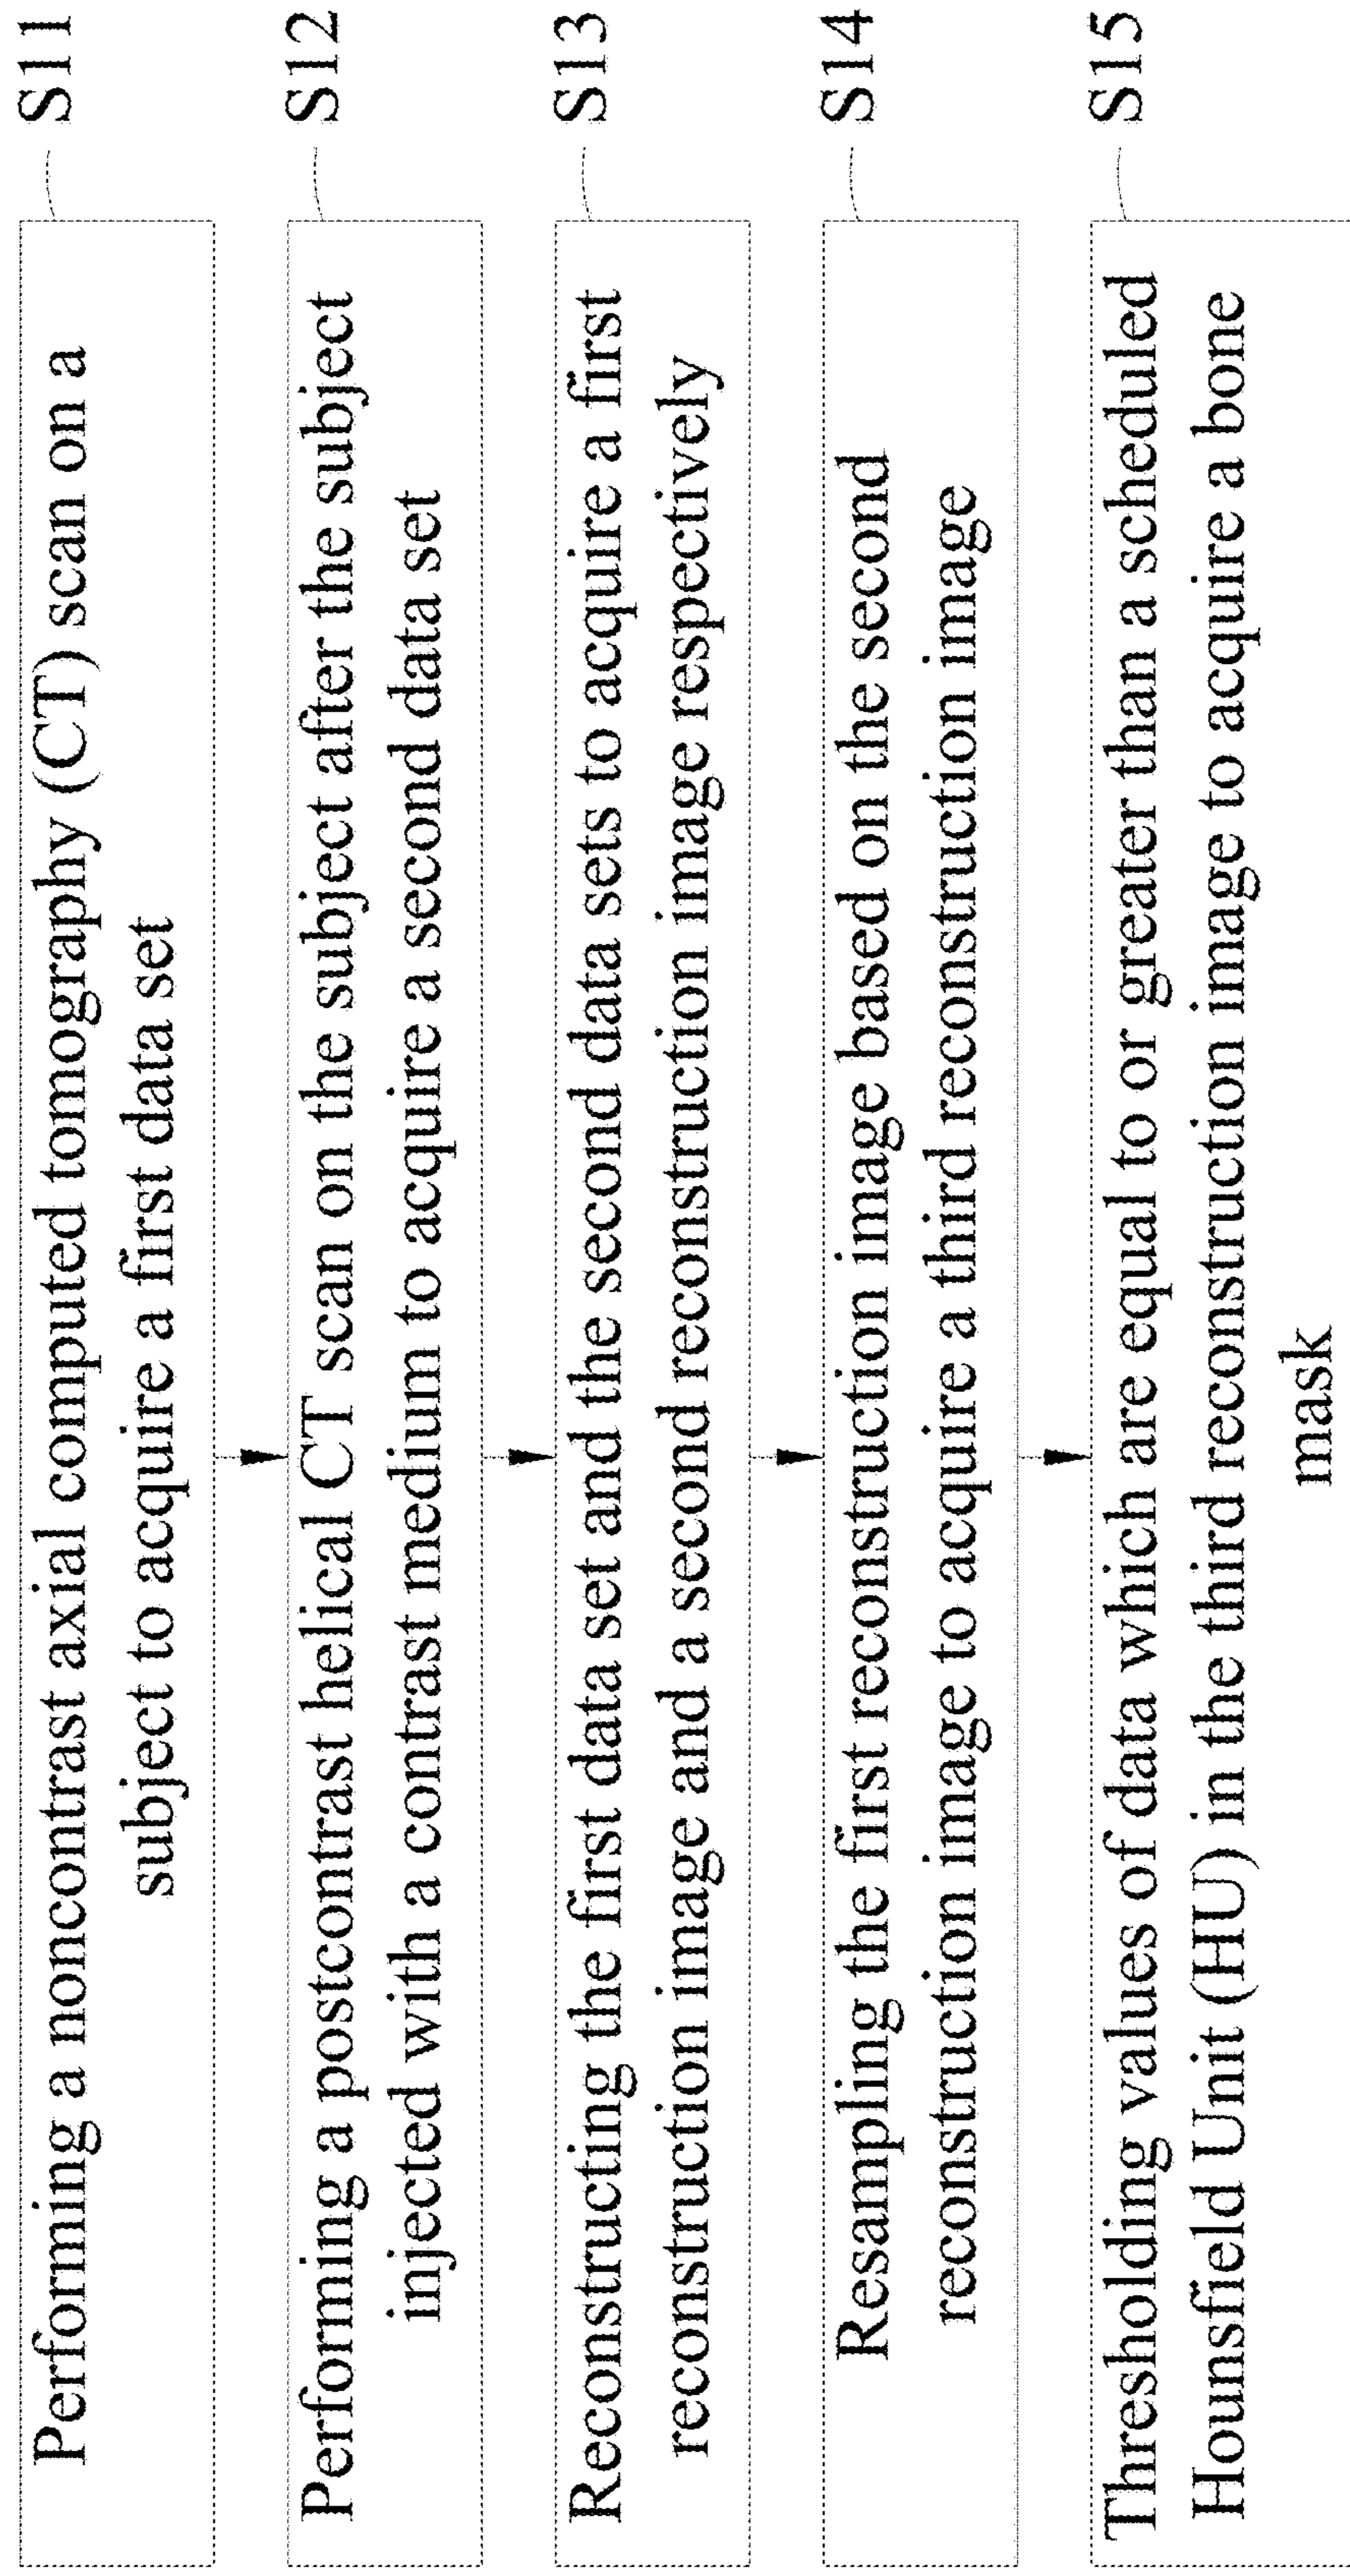 Performing a noncontrast axial computed tomography (CT) scan on a
subject to acquire a first data set
S11
Performing a postcontrast helical CT scan on the subject after the subject
injected with a contrast medium to acquire a second data set
S12
Reconstructing the first data set and the second data sets to acquire a first
reconstruction image and a second reconstruction image respectively
S13
Resampling the first reconstruction image based on the second
reconstruction image to acquire a third reconstruction image
S14
Thresholding values of data which are equal to or greater than a scheduled
Hounsfield Unit (HU) in the third reconstruction image to acquire a bone
mask
S15